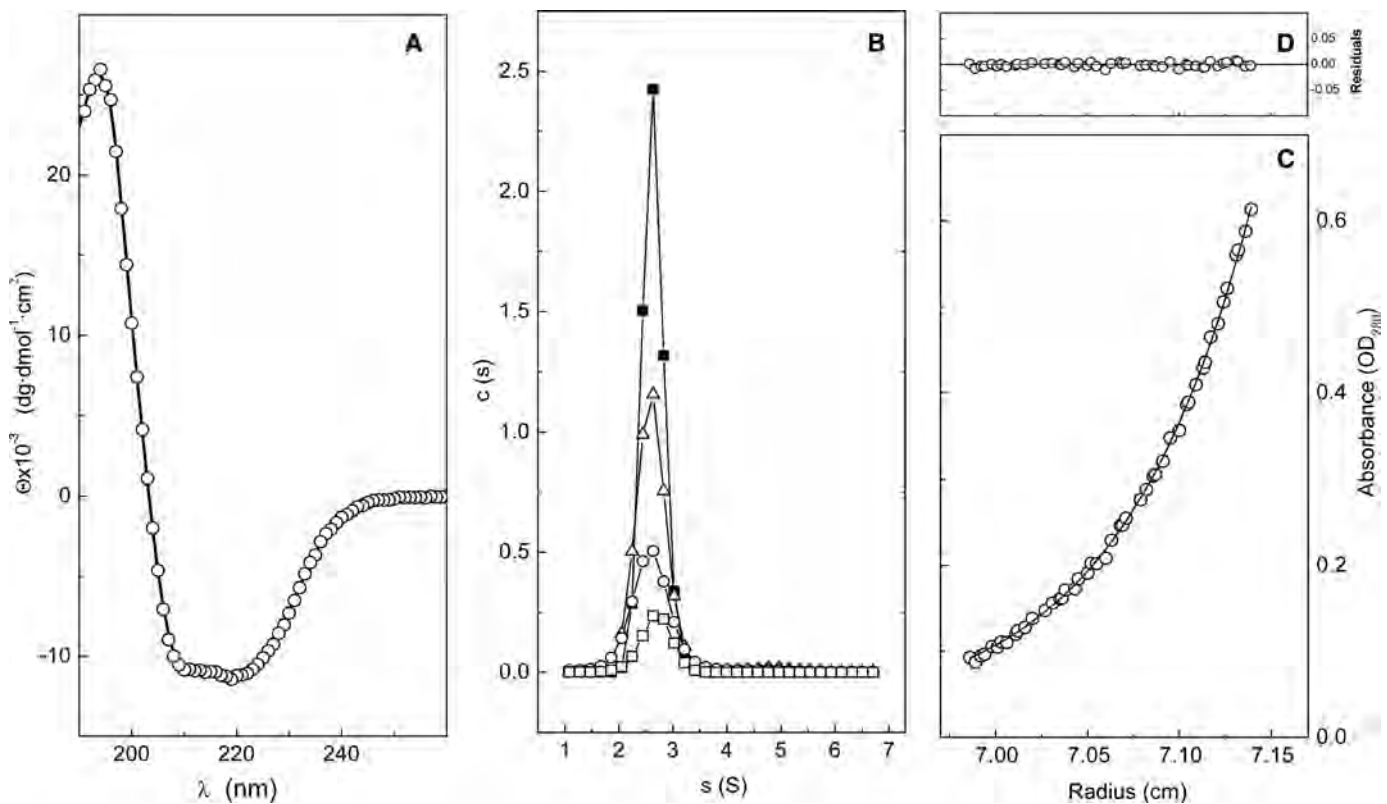 A
20
10
0
−10
Θx10⁻³ (dg·dmol⁻¹·cm²)
200 220 240
λ (nm)
B
2.5
2.0
1.5
1.0
0.5
0.0
c (s)
1 2 3 4 5 6 7
s (S)
D
0.05
0.00
-0.05
Residuals
C
0.6
0.4
0.2
0.0
Absorbance (OD₂₈₀)
7.00 7.05 7.10 7.15
Radius (cm)